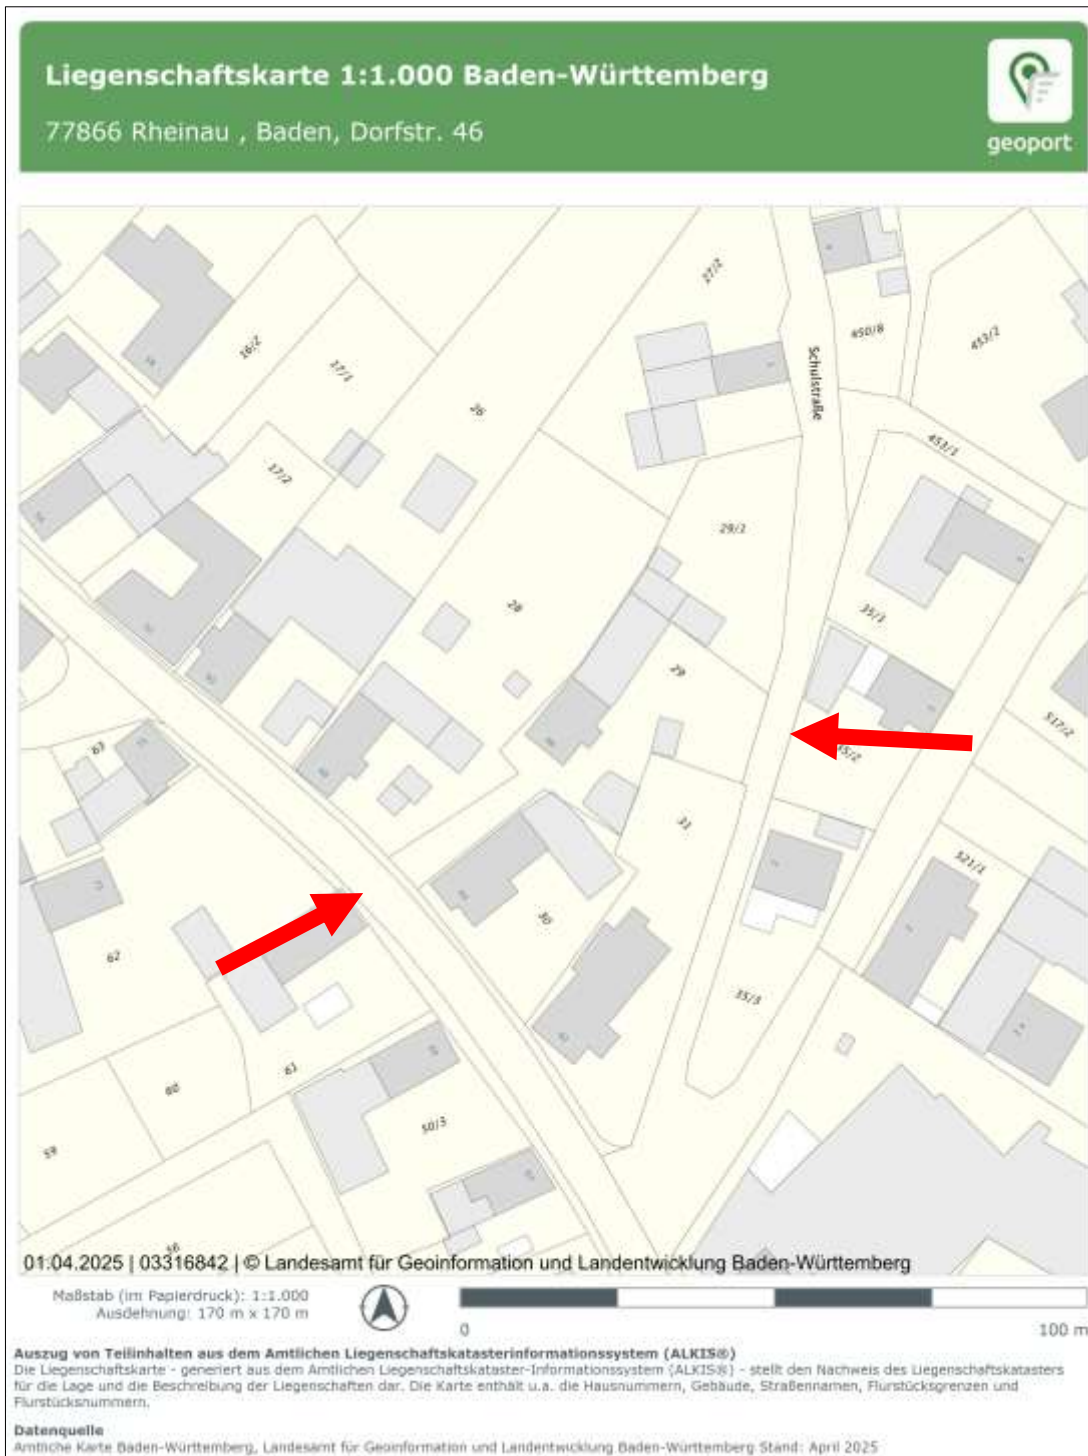 Liegenschaftskarte 1:1.000 Baden-Württemberg
77866 Rheinau , Baden, Dorfstr. 46
geoport
27/2
450/8
453/2
16/2
17/1
Schulstraße
26
453/1
17/2
29/1
28
35/1
29
517/2
63
35/2
31
521/1
30
62
35/3
61
60
50/3
59
01.04.2025 | 03316842 | © Landesamt für Geoinformation und Landentwicklung Baden-Württemberg
Maßstab (im Papierdruck): 1:1.000
Ausdehnung: 170 m x 170 m
0
100 m
Auszug von Teilinhalten aus dem Amtlichen Liegenschaftskatasterinformationssystem (ALKIS®)
Die Liegenschaftskarte - generiert aus dem Amtlichen Liegenschaftskataster-Informationssystem (ALKIS®) - stellt den Nachweis des Liegenschaftskatasters
für die Lage und die Beschreibung der Liegenschaften dar. Die Karte enthält u.a. die Hausnummern, Gebäude, Straßennamen, Flurstücksgrenzen und
Flurstücksnummern.
Datenquelle
Amtliche Karte Baden-Württemberg, Landesamt für Geoinformation und Landentwicklung Baden-Württemberg Stand: April 2025